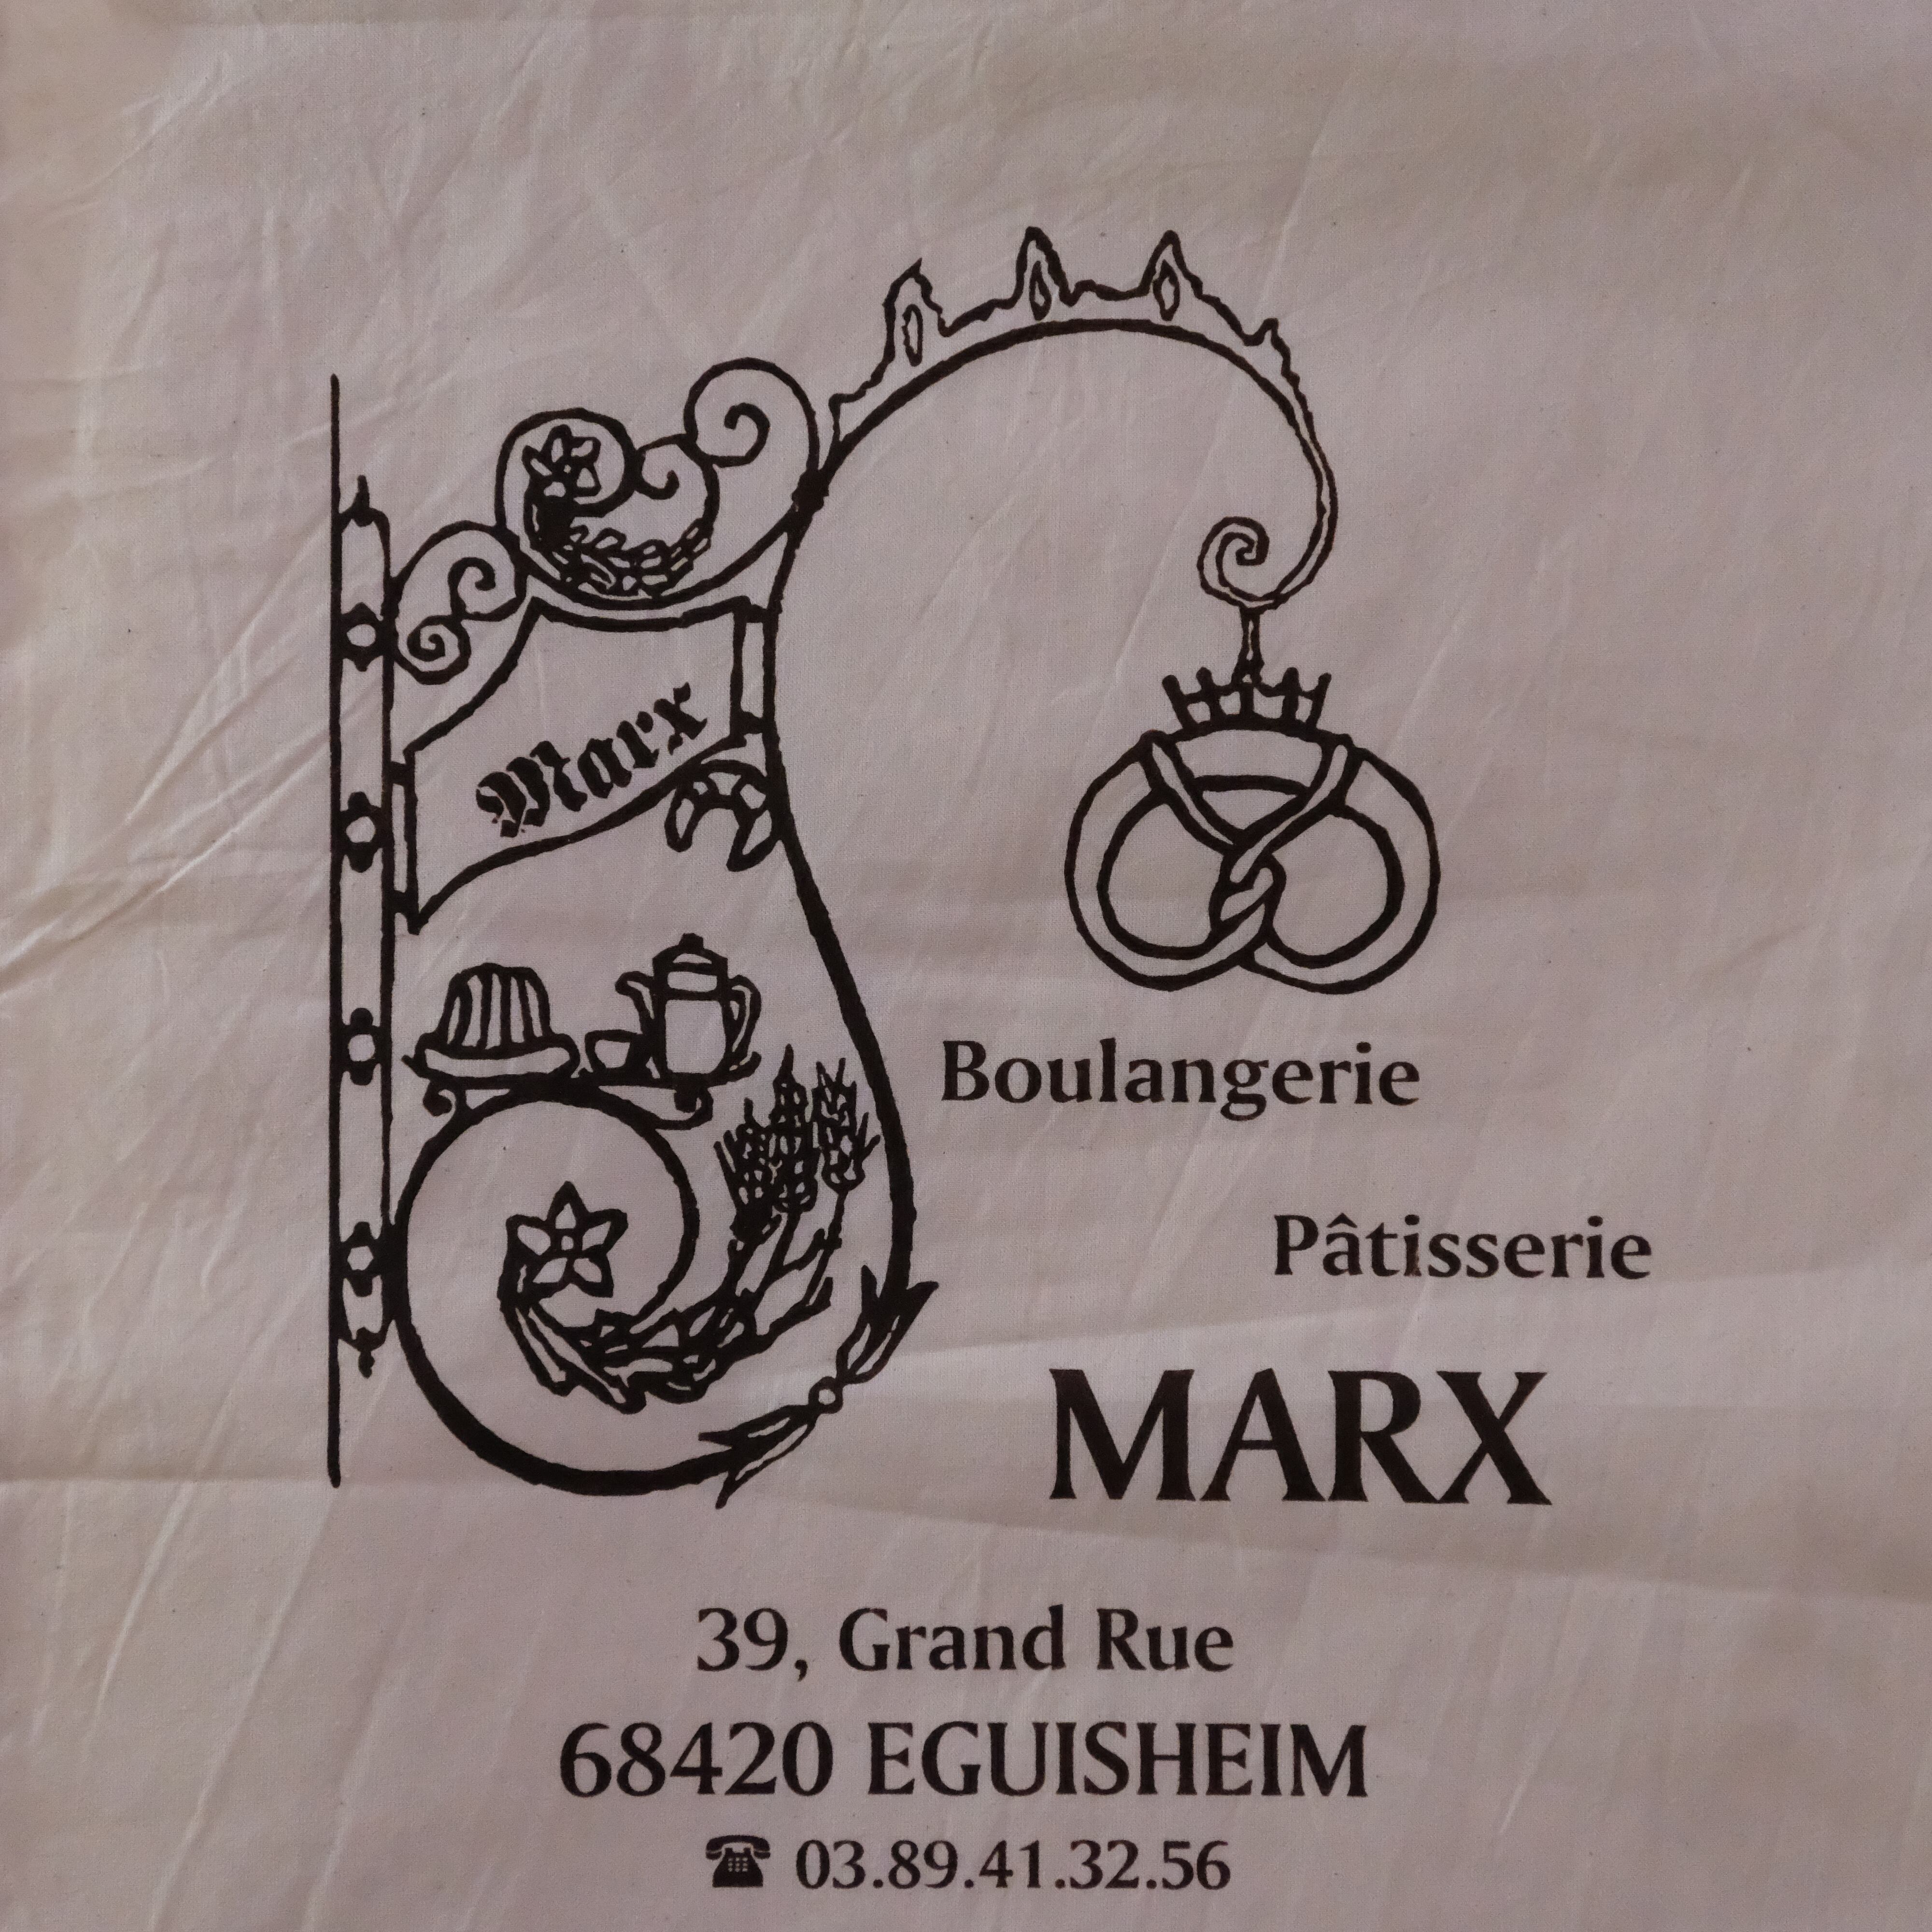 Marx
Boulangerie
Pâtisserie
MARX
39, Grand Rue
68420 EGUISHEIM
☎ 03.89.41.32.56